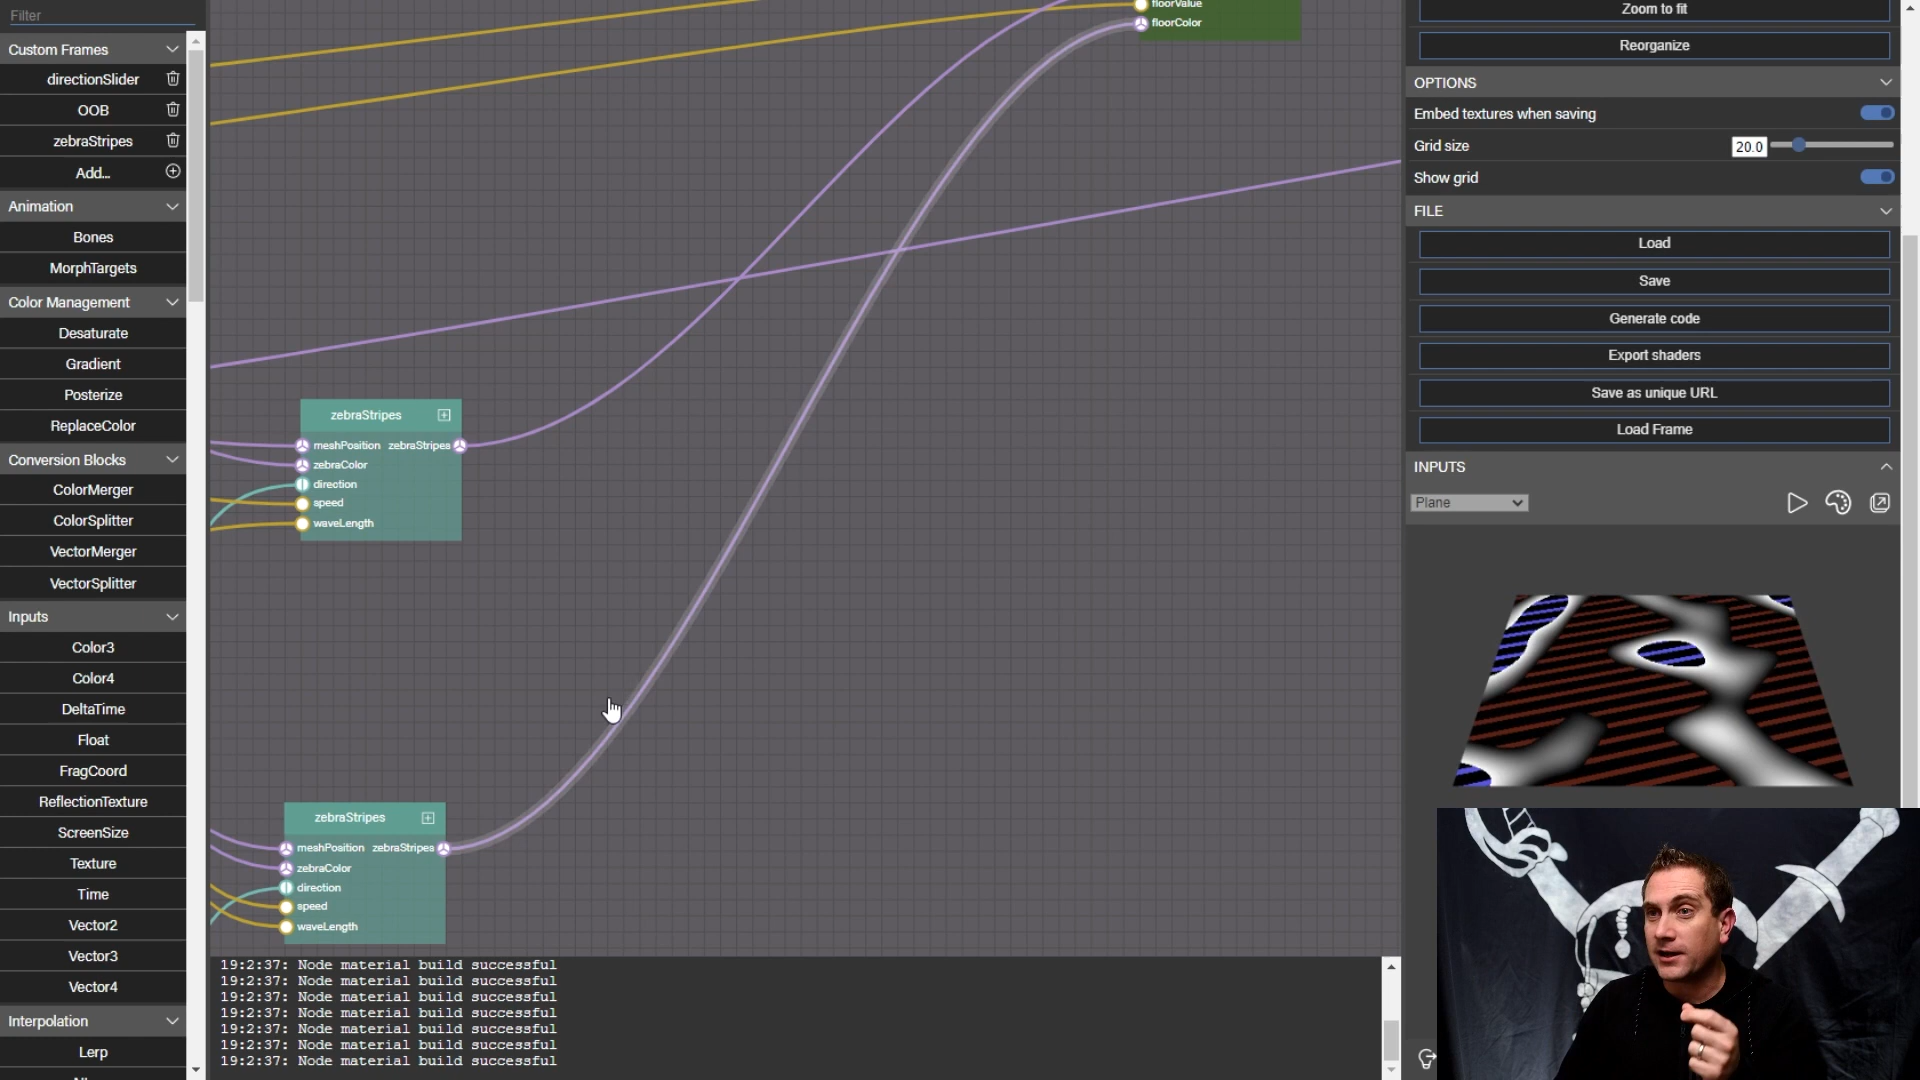 Filter
Custom Frames
directionSlider
OOB
zebraStripes
Add...
Animation
Bones
MorphTargets
Color Management
Desaturate
Gradient
Posterize
ReplaceColor
Conversion Blocks
ColorMerger
ColorSplitter
VectorMerger
VectorSplitter
Inputs
Color3
Color4
DeltaTime
Float
FragCoord
ReflectionTexture
ScreenSize
Texture
Time
Vector2
Vector3
Vector4
Interpolation
Lerp
floorValue
floorColor
zebraStripes
meshPosition zebraStripes
zebraColor
direction
speed
waveLength
zebraStripes
meshPosition zebraStripes
zebraColor
direction
speed
waveLength
19:2:37: Node material build successful
19:2:37: Node material build successful
19:2:37: Node material build successful
19:2:37: Node material build successful
19:2:37: Node material build successful
19:2:37: Node material build successful
19:2:37: Node material build successful
Zoom to fit
Reorganize
OPTIONS
Embed textures when saving
Grid size 20.0
Show grid
FILE
Load
Save
Generate code
Export shaders
Save as unique URL
Load Frame
INPUTS
Plane